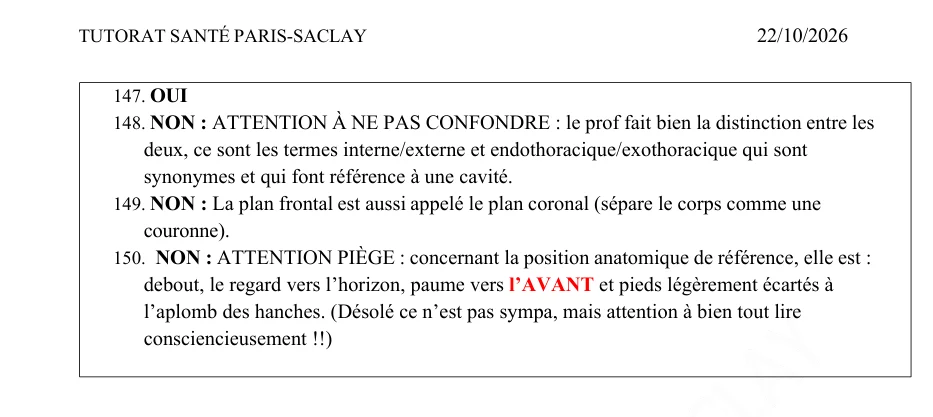 TUTORAT SANTÉ PARIS-SACLAY 22/10/2026
147. OUI
148. NON : ATTENTION À NE PAS CONFONDRE : le prof fait bien la distinction entre les
deux, ce sont les termes interne/externe et endothoracique/exothoracique qui sont
synonymes et qui font référence à une cavité.
149. NON : La plan frontal est aussi appelé le plan coronal (sépare le corps comme une
couronne).
150. NON : ATTENTION PIÈGE : concernant la position anatomique de référence, elle est :
debout, le regard vers l’horizon, paume vers l’AVANT et pieds légèrement écartés à
l’aplomb des hanches. (Désolé ce n’est pas sympa, mais attention à bien tout lire
consciencieusement !!)
LAY